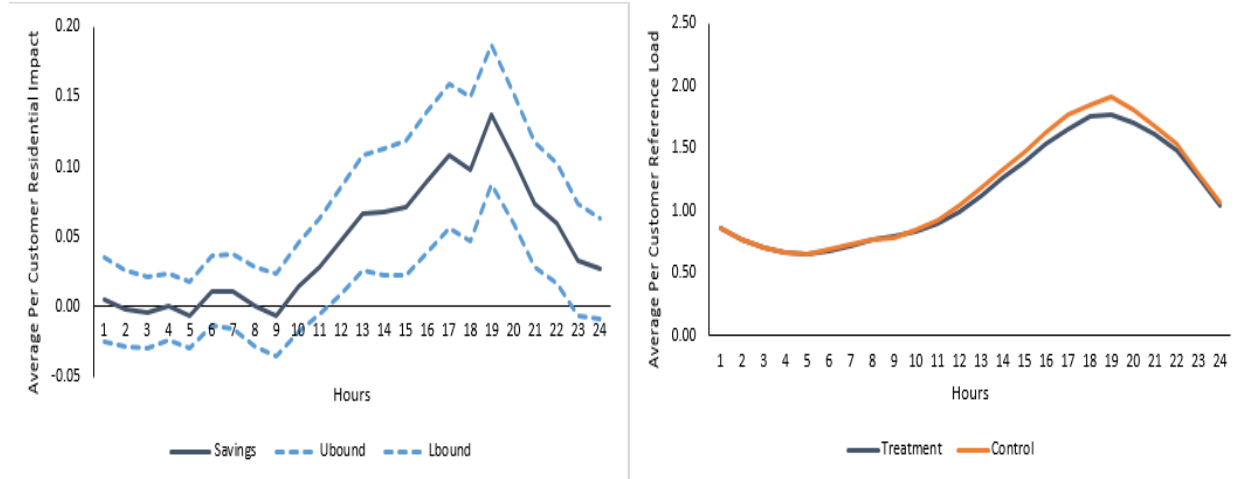 Average Per Customer Residential Impact
0.20
0.15
0.10
0.05
0.00
-0.05
1 2 3 4 5 6 7 8 9 10 11 12 13 14 15 16 17 18 19 20 21 22 23 24
Hours
Savings Ubound Lbound
Average Per Customer Reference Load
2.50
2.00
1.50
1.00
0.50
0.00
1 2 3 4 5 6 7 8 9 10 11 12 13 14 15 16 17 18 19 20 21 22 23 24
Hours
Treatment Control